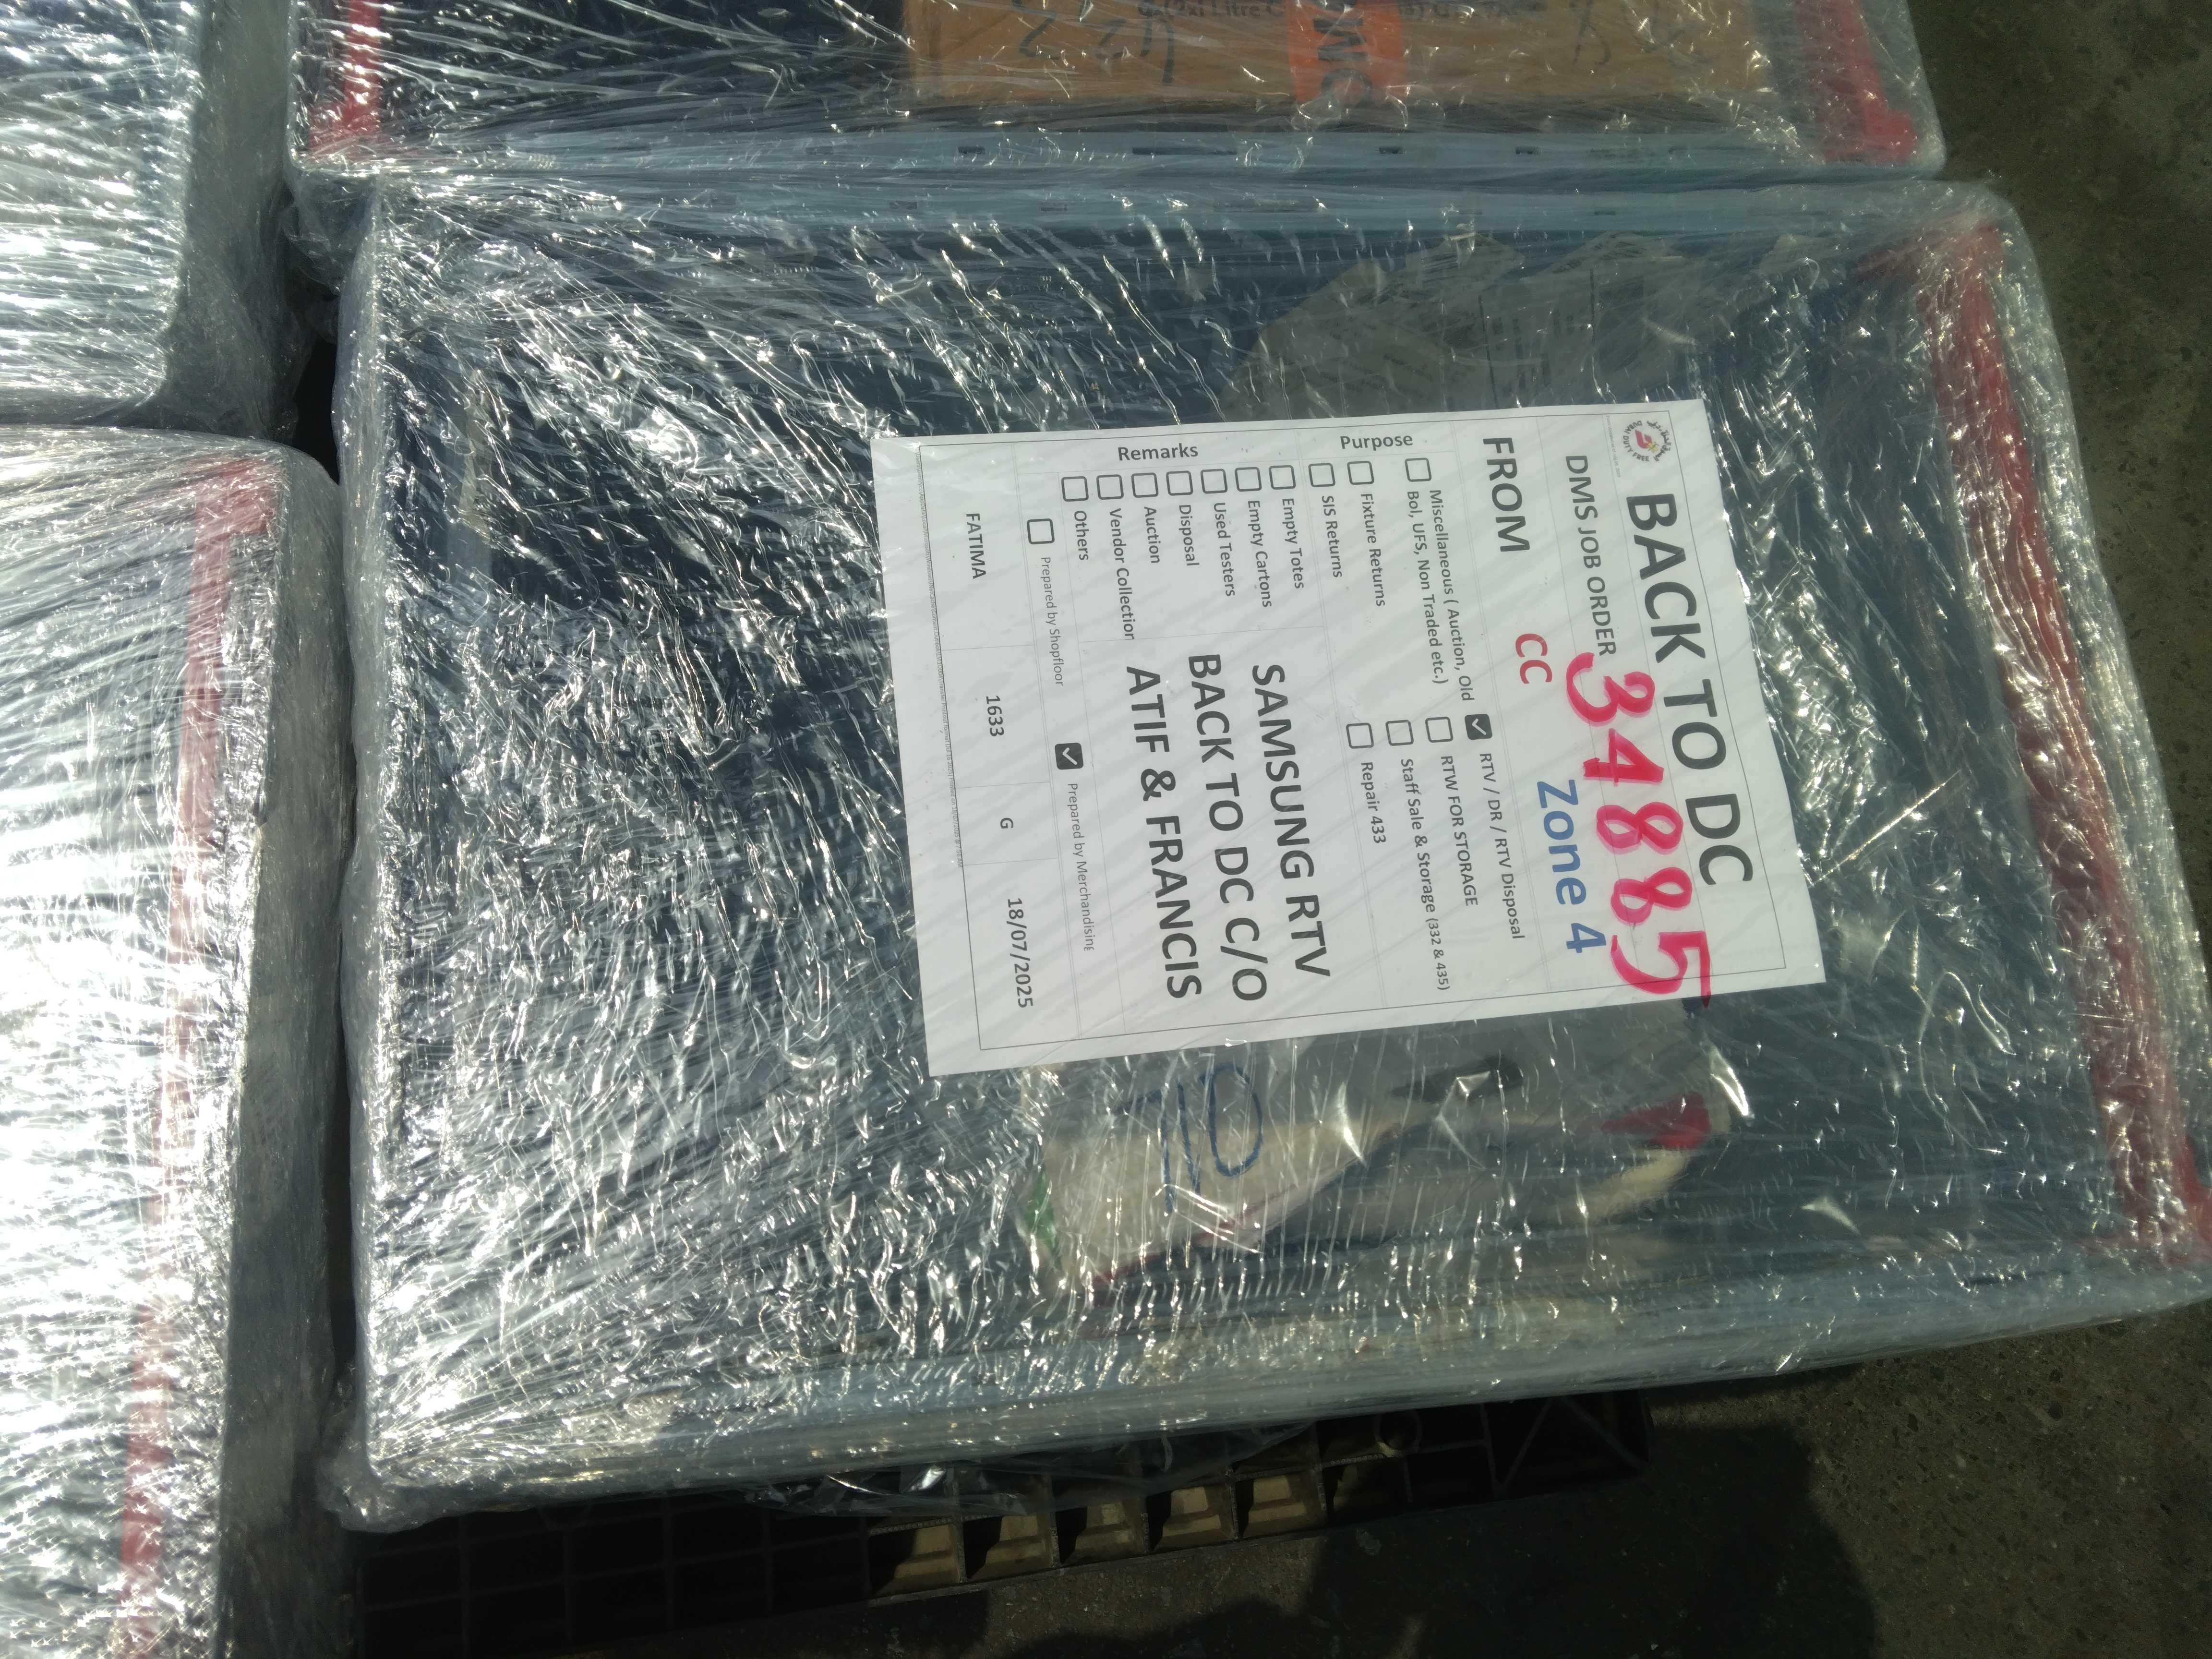 BACK TO DC
DMS JOB ORDER 34885
FROM CC Zone 4
Purpose
Miscellaneous ( Auction, Old Bol, UFS, Non Traded etc.)
Fixture Returns
SIS Returns
RTV / DR / RTV Disposal
RTW FOR STORAGE
Staff Sale & Storage (332 & 435)
Repair 433
Remarks
Empty Totes
Empty Cartons
Used Testers
Disposal
Auction
Vendor Collection
Others
SAMSUNG RTV
BACK TO DC C/O
ATIF & FRANCIS
Prepared by Shopfloor
Prepared by Merchandising
FATIMA 1633 G 18/07/2025
DUTY FREE